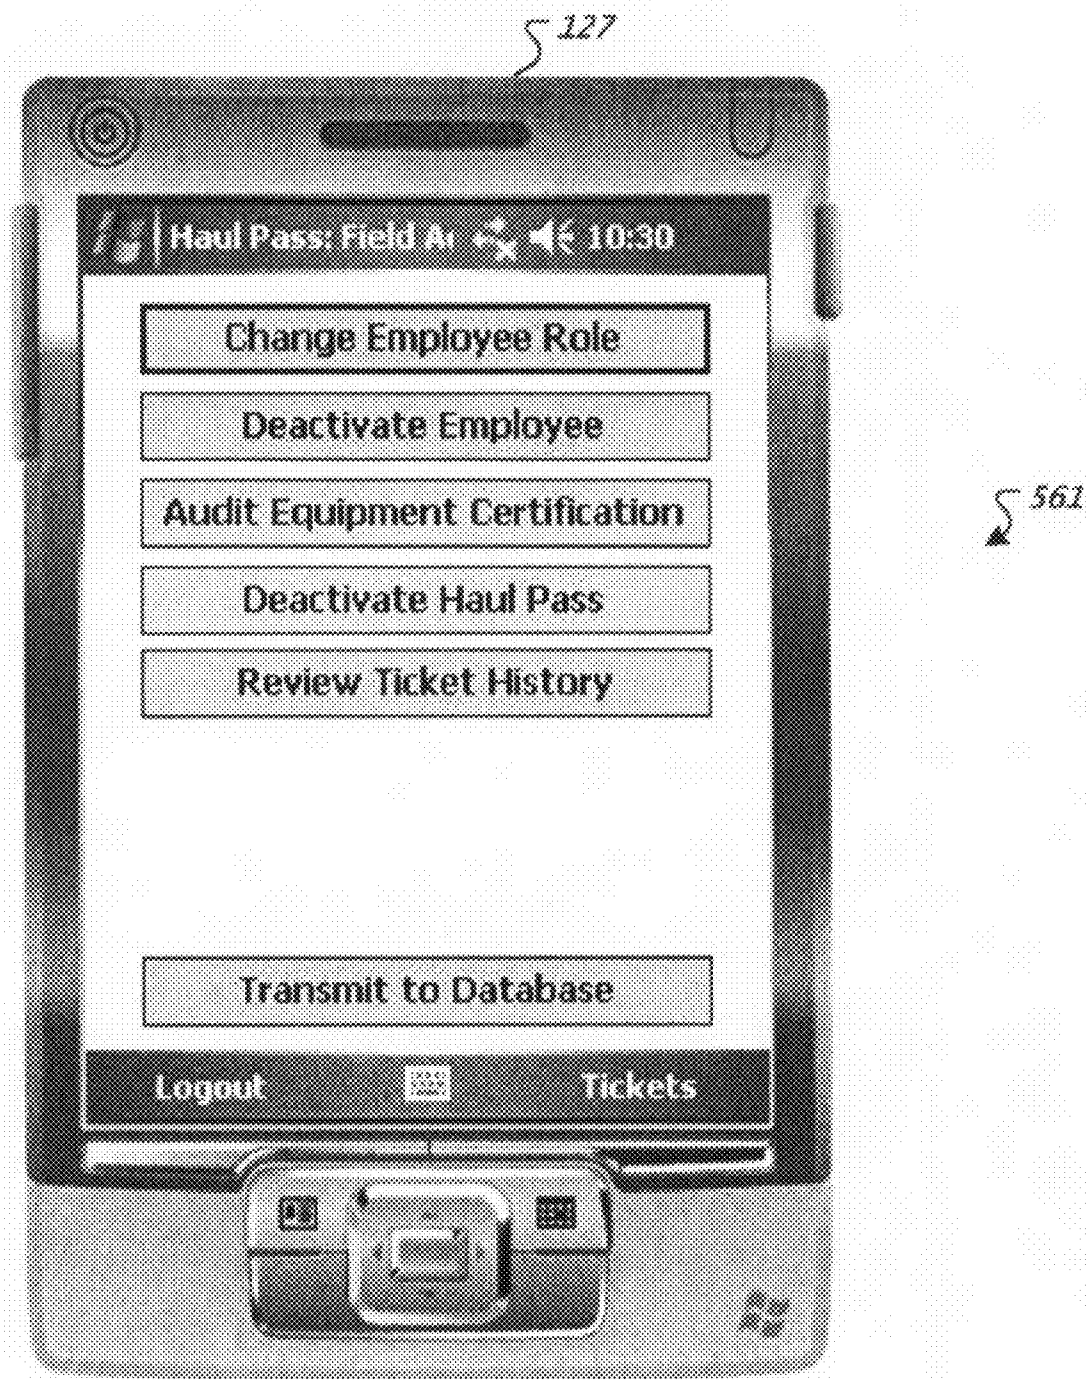 127
Haul Pass: Field 10:30
Change Employee Role
Deactivate Employee
Audit Equipment Certification
561
Deactivate Haul Pass
Review Ticket History
Transmit to Database
Logout Tickets